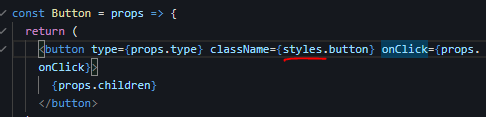 const Button = props => {
return (
<button type={props.type} className={styles.button} onClick={props.
onClick}>
{props.children}
</button>